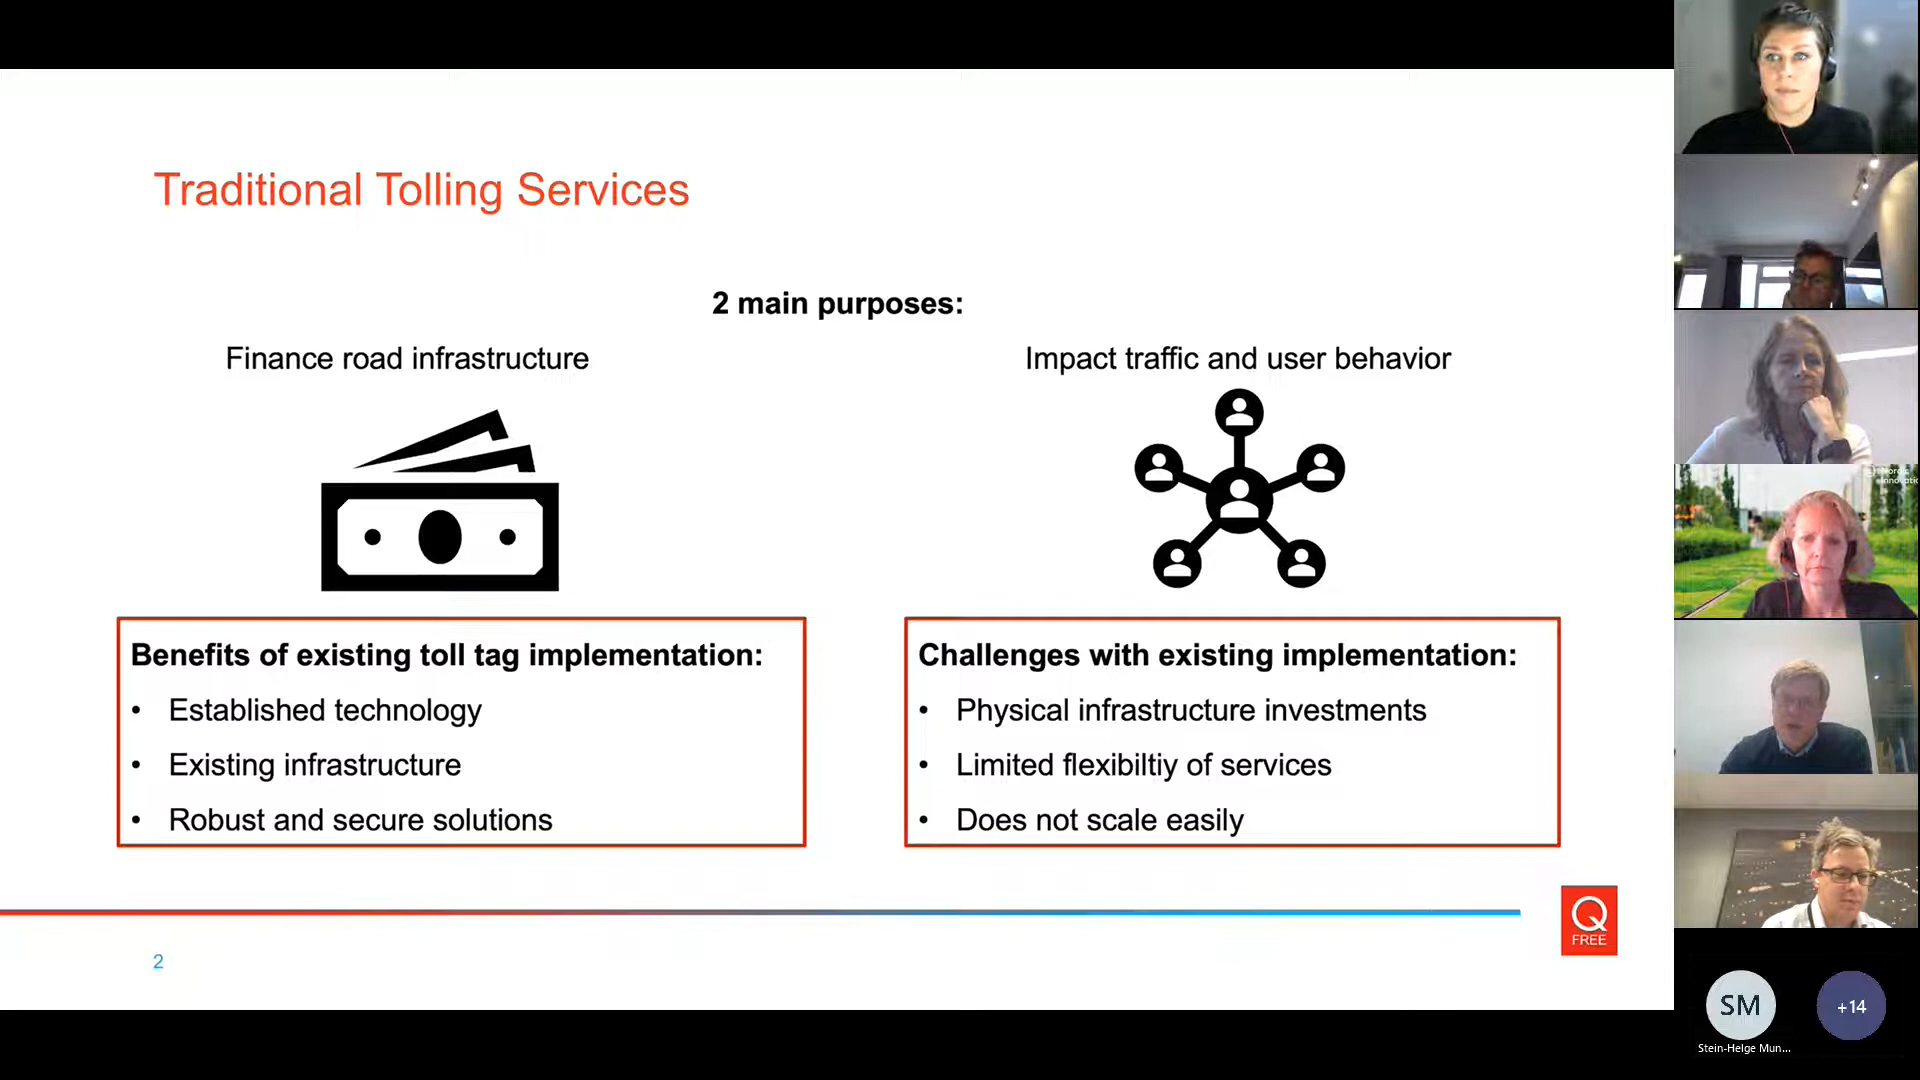 Traditional Tolling Services
2 main purposes:
Finance road infrastructure
Impact traffic and user behavior
Benefits of existing toll tag implementation:
• Established technology
• Existing infrastructure
• Robust and secure solutions
Challenges with existing implementation:
• Physical infrastructure investments
• Limited flexibiltiy of services
• Does not scale easily
Q
FREE
2
Nordic
Innovatio
SM
+14
Stein-Helge Mun...